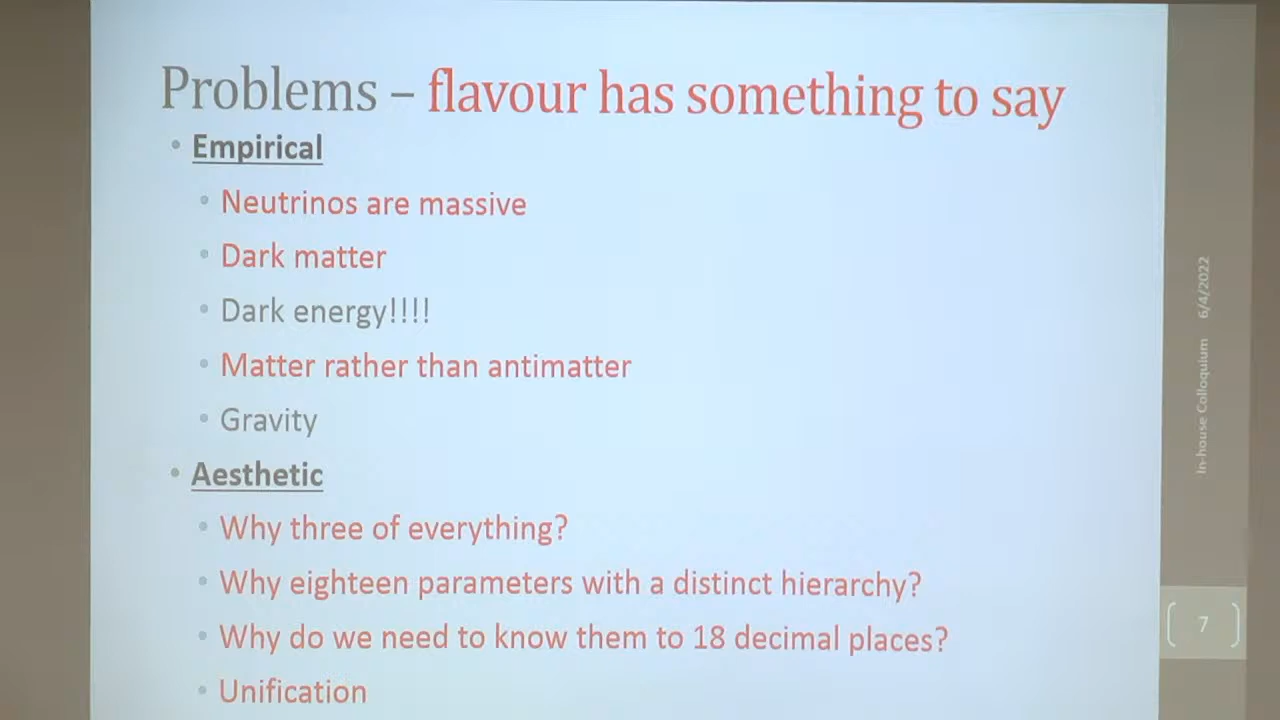 Problems – flavour has something to say
• Empirical
• Neutrinos are massive
• Dark matter
• Dark energy!!!!
• Matter rather than antimatter
• Gravity
• Aesthetic
• Why three of everything?
• Why eighteen parameters with a distinct hierarchy?
• Why do we need to know them to 18 decimal places?
• Unification
In-house Colloquium 6/4/2022
7